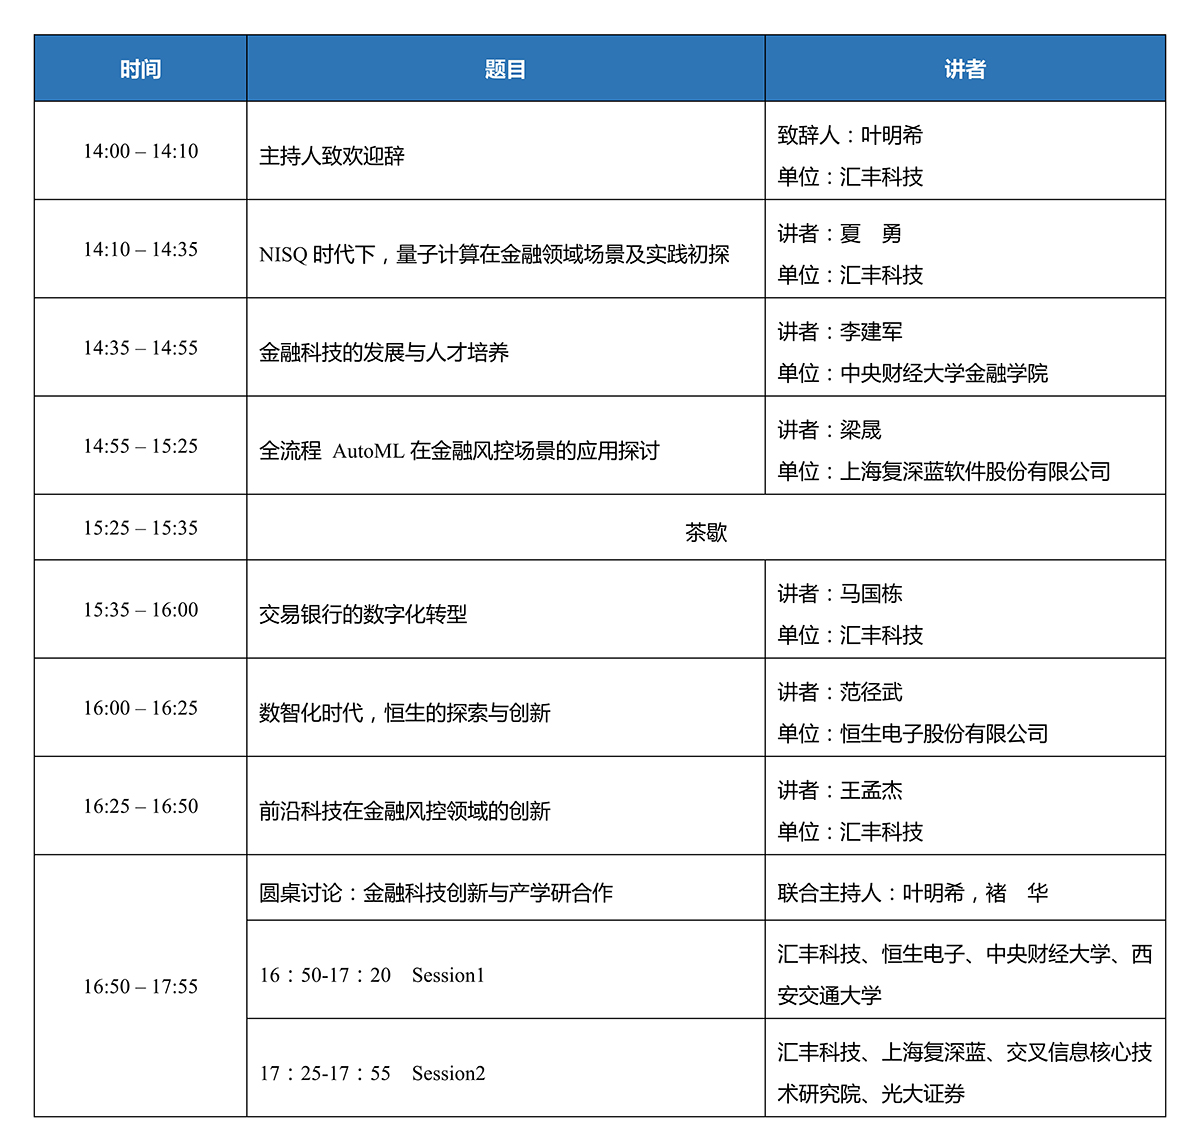 时间 题目 讲者
14:00 – 14:10
主持人致欢迎辞
致辞人：叶明希
单位：汇丰科技
14:10 – 14:35
NISQ 时代下，量子计算在金融领域场景及实践初探
讲者：夏　勇
单位：汇丰科技
14:35 – 14:55
金融科技的发展与人才培养
讲者：李建军
单位：中央财经大学金融学院
14:55 – 15:25
全流程 AutoML 在金融风控场景的应用探讨
讲者：梁晟
单位：上海复深蓝软件股份有限公司
15:25 – 15:35
茶歇
15:35 – 16:00
交易银行的数字化转型
讲者：马国栋
单位：汇丰科技
16:00 – 16:25
数智化时代，恒生的探索与创新
讲者：范径武
单位：恒生电子股份有限公司
16:25 – 16:50
前沿科技在金融风控领域的创新
讲者：王孟杰
单位：汇丰科技
16:50 – 17:55
圆桌讨论：金融科技创新与产学研合作
联合主持人：叶明希，褚　华
16：50-17：20　Session1
汇丰科技、恒生电子、中央财经大学、西
安交通大学
17：25-17：55　Session2
汇丰科技、上海复深蓝、交叉信息核心技
术研究院、光大证券